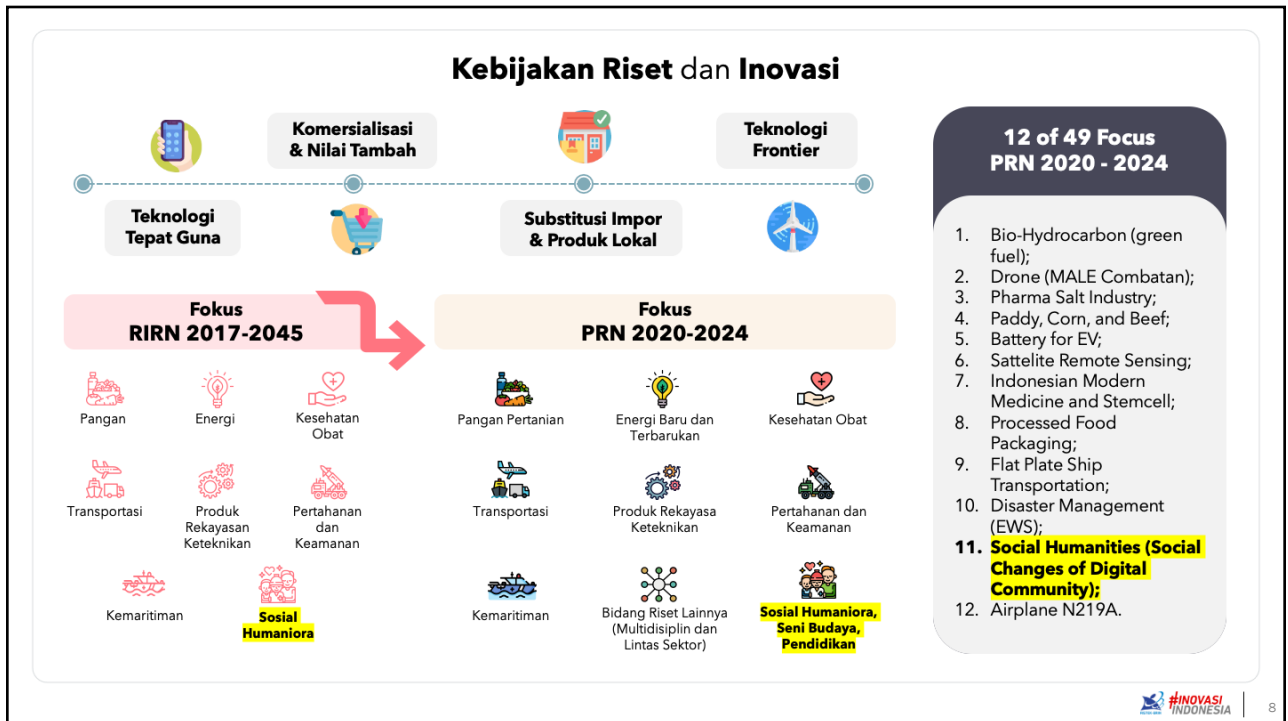 Kebijakan Riset dan Inovasi
Komersialisasi
& Nilai Tambah
Teknologi
Frontier
Teknologi
Tepat Guna
Substitusi Impor
& Produk Lokal
Fokus
RIRN 2017-2045
Pangan
Energi
Kesehatan
Obat
Transportasi
Produk
Rekayasan
Keteknikan
Pertahanan
dan
Keamanan
Kemaritiman
Sosial
Humaniora
Fokus
PRN 2020-2024
Pangan Pertanian
Energi Baru dan
Terbarukan
Kesehatan Obat
Transportasi
Produk Rekayasa
Keteknikan
Pertahanan dan
Keamanan
Kemaritiman
Bidang Riset Lainnya
(Multidisiplin dan
Lintas Sektor)
Sosial Humaniora,
Seni Budaya,
Pendidikan
12 of 49 Focus
PRN 2020 - 2024
1. Bio-Hydrocarbon (green
fuel);
2. Drone (MALE Combatan);
3. Pharma Salt Industry;
4. Paddy, Corn, and Beef;
5. Battery for EV;
6. Sattelite Remote Sensing;
7. Indonesian Modern
Medicine and Stemcell;
8. Processed Food
Packaging;
9. Flat Plate Ship
Transportation;
10. Disaster Management
(EWS);
11. Social Humanities (Social
Changes of Digital
Community);
12. Airplane N219A.
#INOVASI
INDONESIA
8